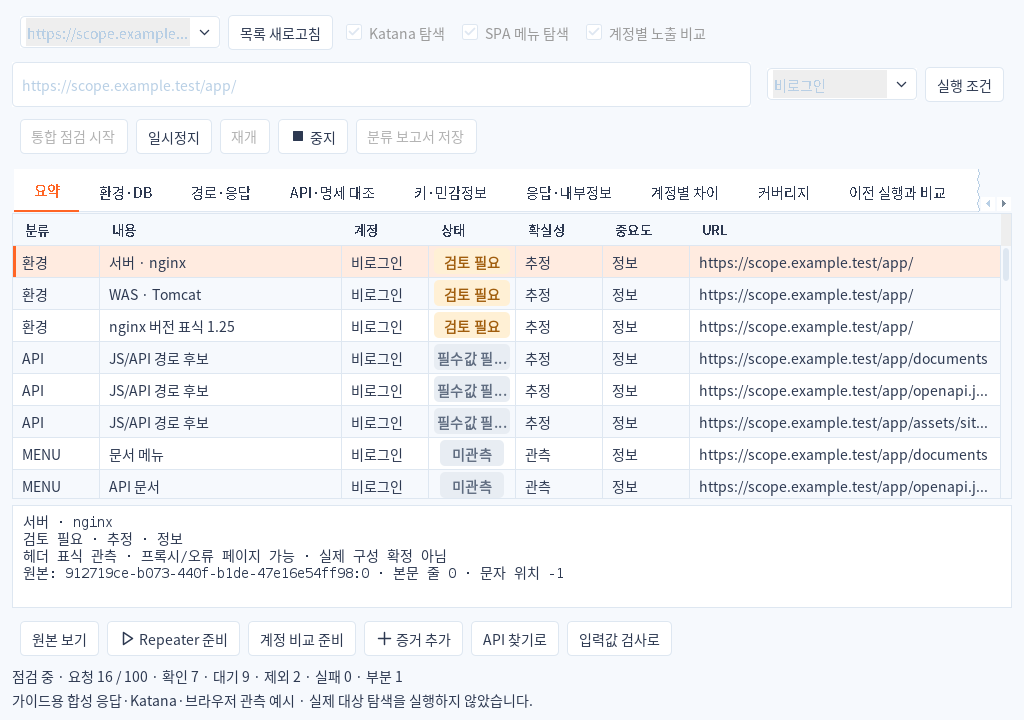 https://scope.example... 목록 새로고침 Katana 탐색 SPA 메뉴 탐색 계정별 노출 비교
https://scope.example.test/app/ 비로그인 실행 조건
통합 점검 시작 일시정지 재개 중지 분류 보고서 저장
요약 환경·DB 경로·응답 API·명세 대조 키·민감정보 응답·내부정보 계정별 차이 커버리지 이전 실행과 비교
분류 내용 계정 상태 확실성 중요도 URL
환경 서버 · nginx 비로그인 검토 필요 추정 정보 https://scope.example.test/app/
환경 WAS · Tomcat 비로그인 검토 필요 추정 정보 https://scope.example.test/app/
환경 nginx 버전 표식 1.25 비로그인 검토 필요 추정 정보 https://scope.example.test/app/
API JS/API 경로 후보 비로그인 필수값 필... 추정 정보 https://scope.example.test/app/documents
API JS/API 경로 후보 비로그인 필수값 필... 추정 정보 https://scope.example.test/app/openapi.j...
API JS/API 경로 후보 비로그인 필수값 필... 추정 정보 https://scope.example.test/app/assets/sit...
MENU 문서 메뉴 비로그인 미관측 관측 정보 https://scope.example.test/app/documents
MENU API 문서 비로그인 미관측 관측 정보 https://scope.example.test/app/openapi.j...
서버 · nginx
검토 필요 · 추정 · 정보
헤더 표식 관측 · 프록시/오류 페이지 가능 · 실제 구성 확정 아님
원본: 912719ce-b073-440f-b1de-47e16e54ff98:0 · 본문 줄 0 · 문자 위치 -1
원본 보기 Repeater 준비 계정 비교 준비 증거 추가 API 찾기로 입력값 검사로
점검 중 · 요청 16 / 100 · 확인 7 · 대기 9 · 제외 2 · 실패 0 · 부분 1
가이드용 합성 응답·Katana·브라우저 관측 예시 · 실제 대상 탐색을 실행하지 않았습니다.